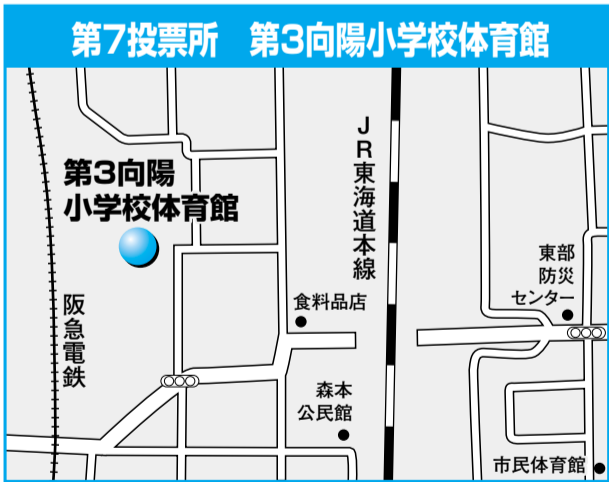 第7投票所 第3向陽小学校体育館
第3向陽
小学校体育館
JR東海道本線
阪急電鉄
食料品店
東部
防災
センター
森本
公民館
市民体育館